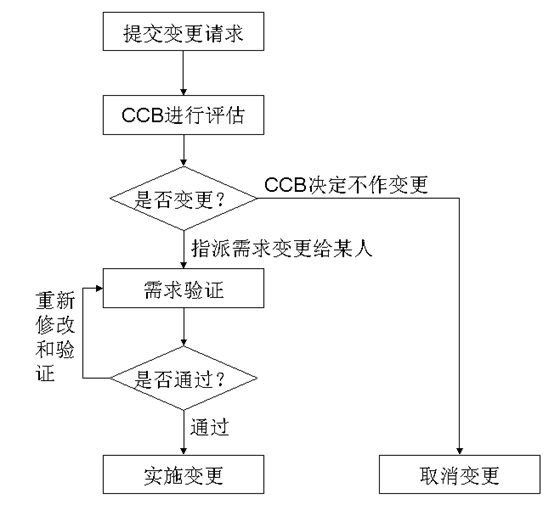 提交变更请求
CCB进行评估
是否变更？
CCB决定不作变更
指派需求变更给某人
需求验证
重新
修改
和验
证
是否通过？
通过
实施变更
取消变更